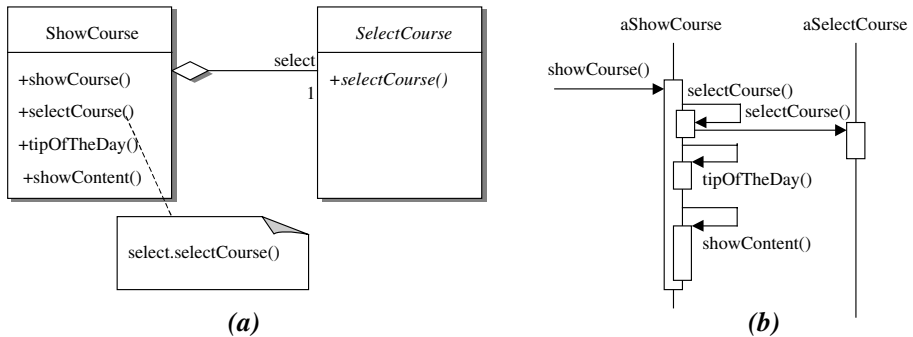 ShowCourse
+showCourse()
+selectCourse()
+tipOfTheDay()
+showContent()
select
1
SelectCourse
+selectCourse()
select.selectCourse()
(a)
aShowCourse
aSelectCourse
showCourse()
selectCourse()
selectCourse()
tipOfTheDay()
showContent()
(b)